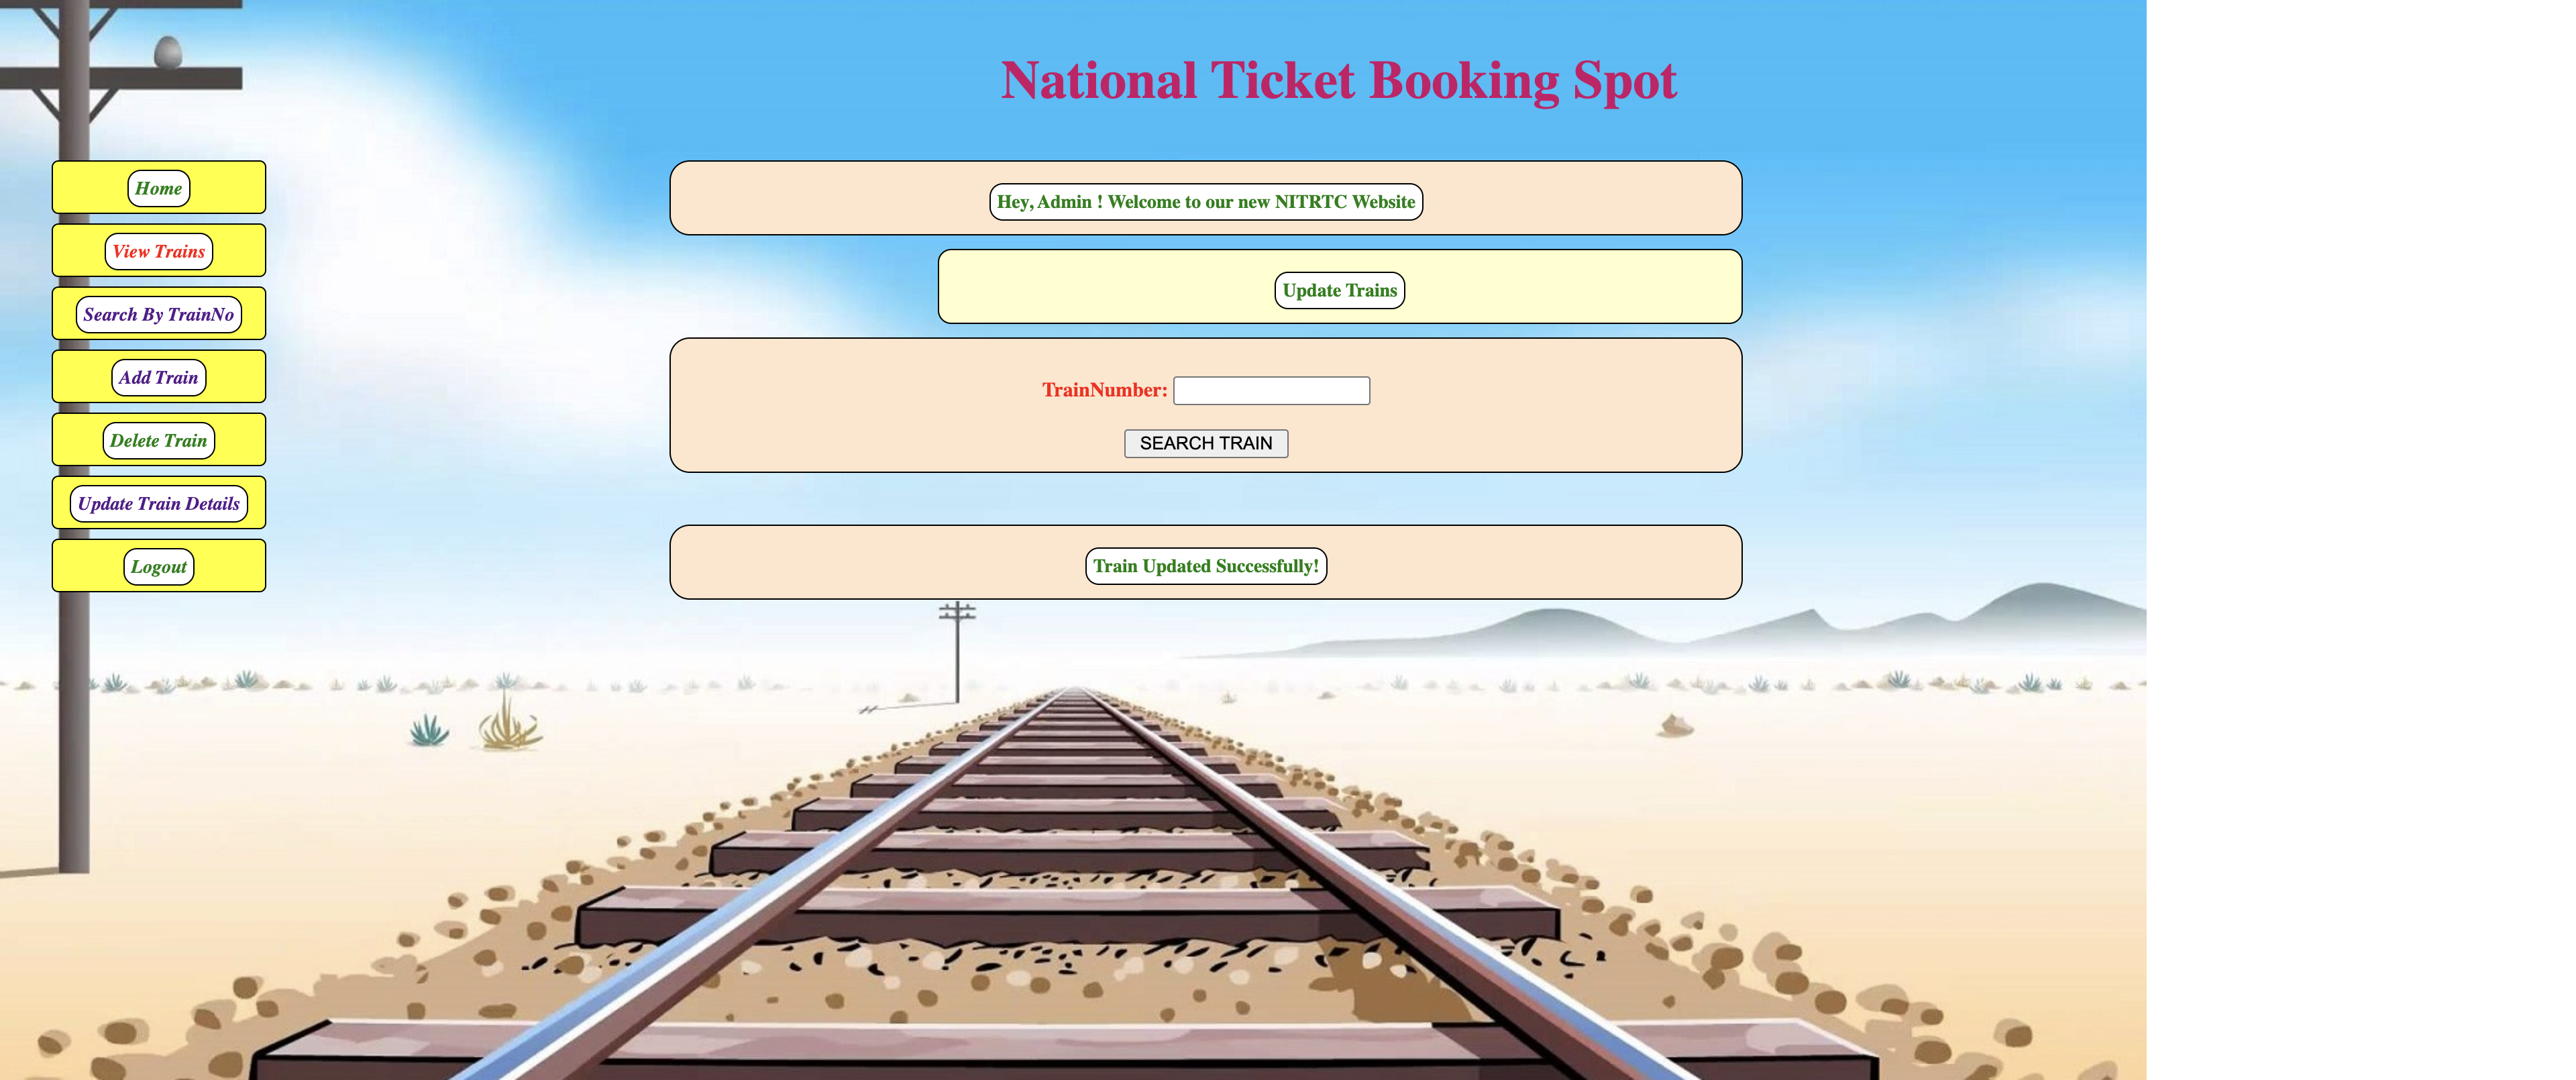 National Ticket Booking Spot
Home
View Trains
Search By TrainNo
Add Train
Delete Train
Update Train Details
Logout
Hey, Admin ! Welcome to our new NITRTC Website
Update Trains
TrainNumber:
SEARCH TRAIN
Train Updated Successfully!